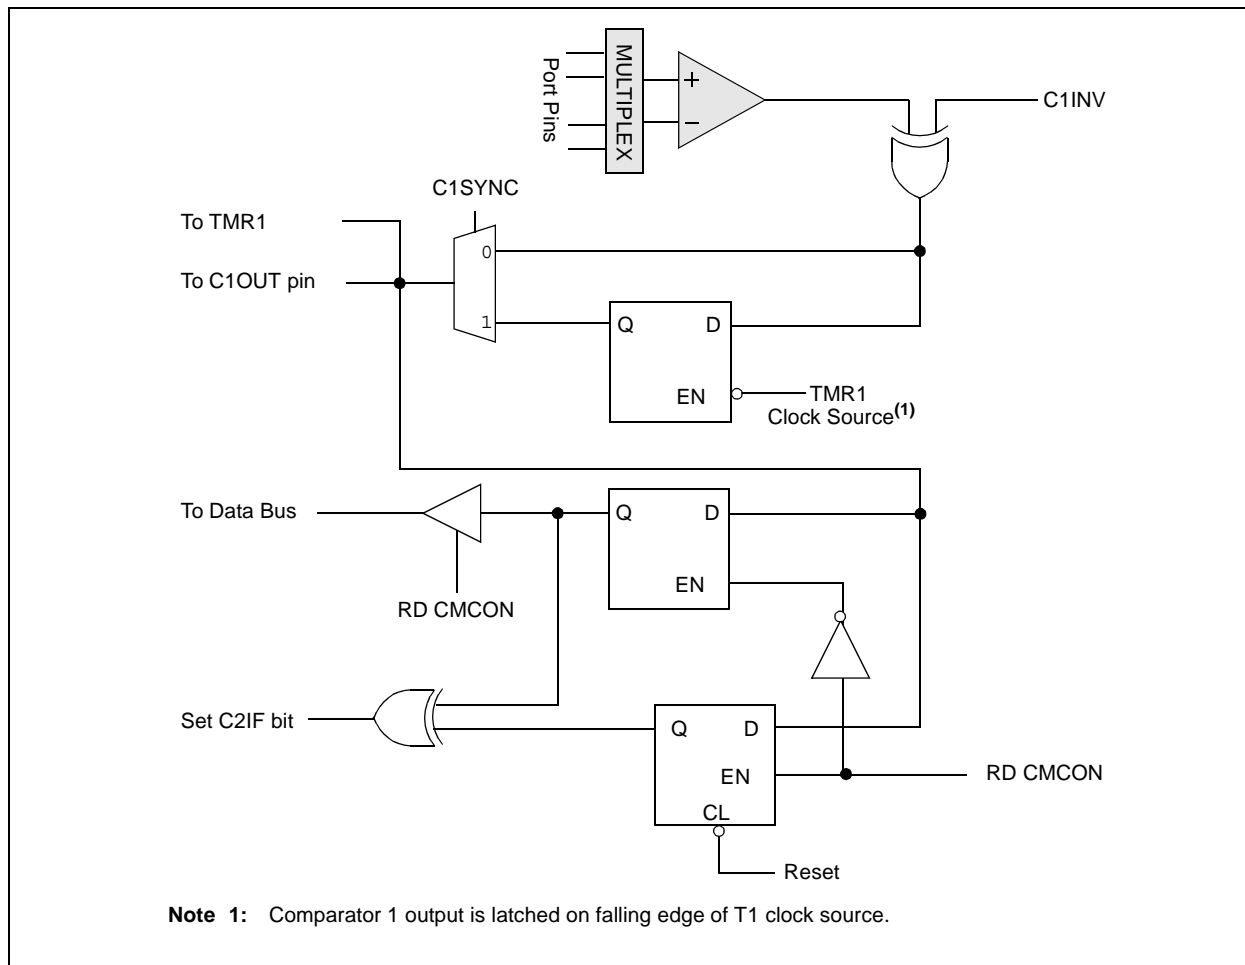 MULTIPLEX
Port Pins
+
−
C1INV
C1SYNC
To TMR1
0
To C1OUT pin
1
Q D
EN
TMR1
Clock Source(1)
To Data Bus
Q D
EN
RD CMCON
Set C2IF bit
Q D
EN
RD CMCON
CL
Reset
Note 1: Comparator 1 output is latched on falling edge of T1 clock source.